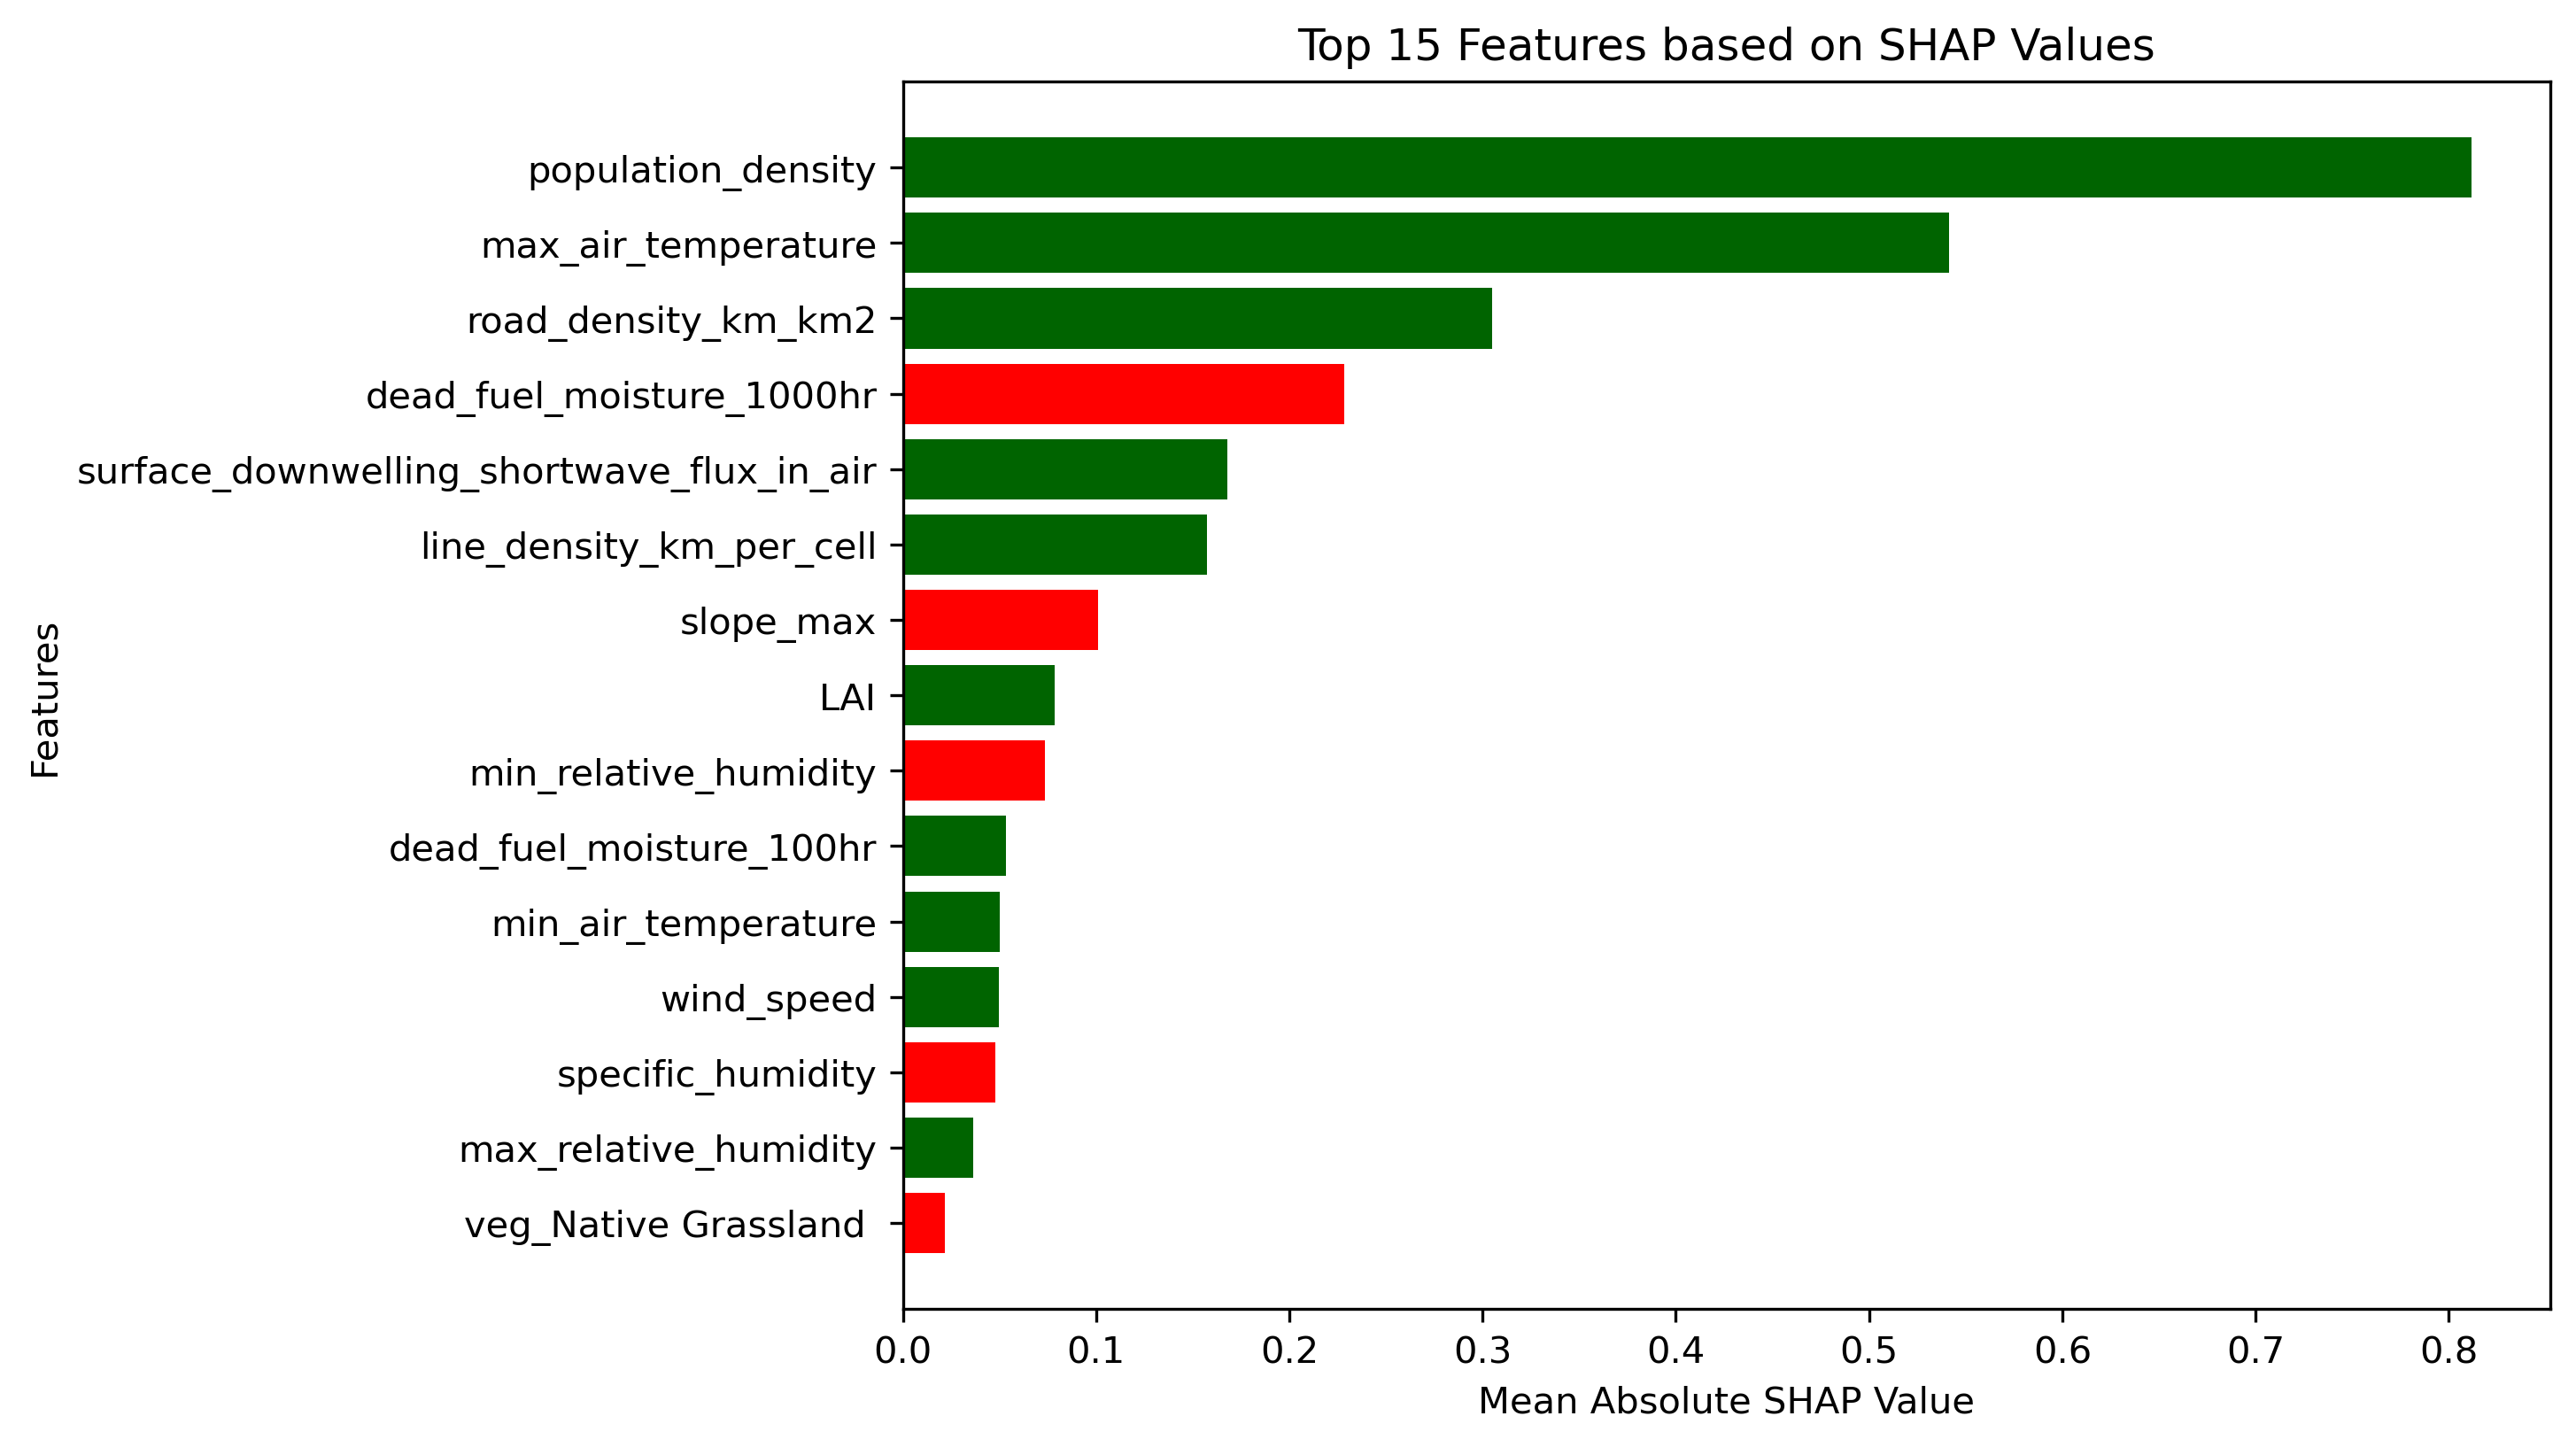 Top 15 Features based on SHAP Values
Features
population_density
max_air_temperature
road_density_km_km2
dead_fuel_moisture_1000hr
surface_downwelling_shortwave_flux_in_air
line_density_km_per_cell
slope_max
LAI
min_relative_humidity
dead_fuel_moisture_100hr
min_air_temperature
wind_speed
specific_humidity
max_relative_humidity
veg_Native Grassland
0.0 0.1 0.2 0.3 0.4 0.5 0.6 0.7 0.8
Mean Absolute SHAP Value